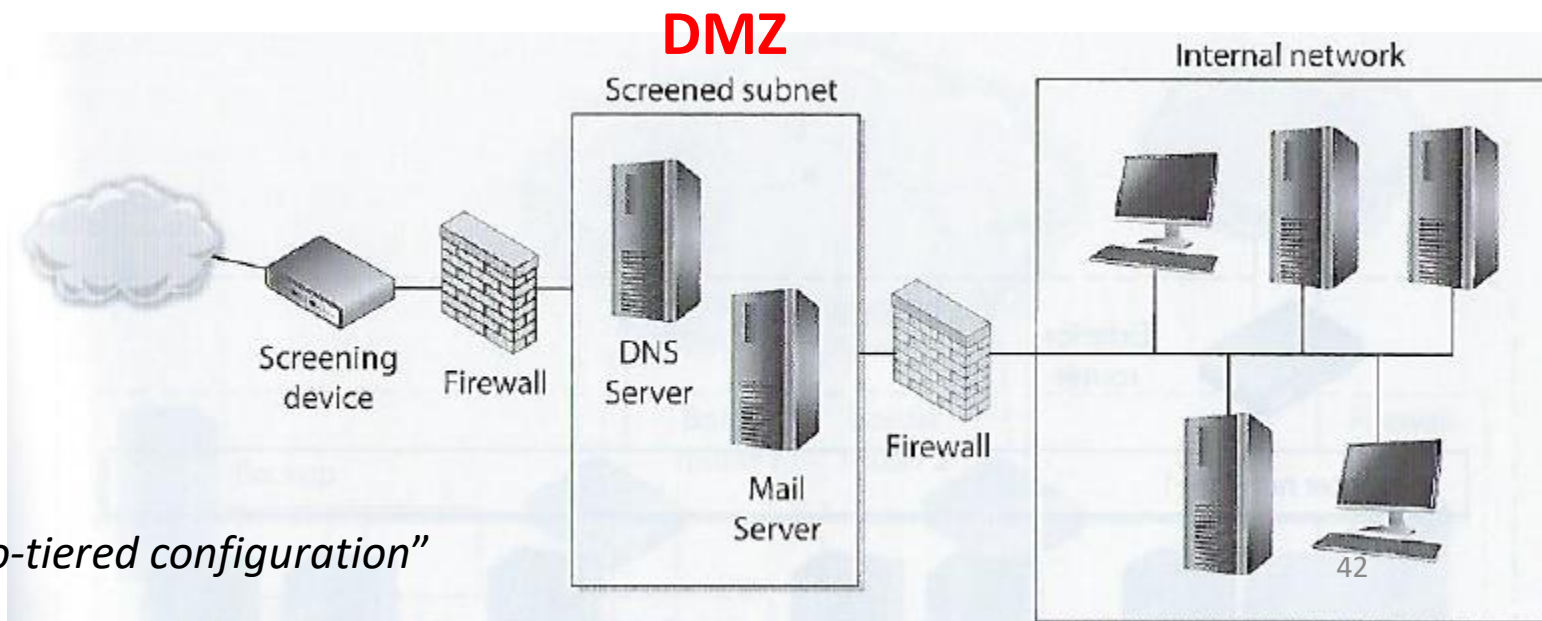 DMZ
Screened subnet
Internal network
Screening
device
Firewall
DNS
Server
Mail
Server
Firewall
o-tiered configuration”
42